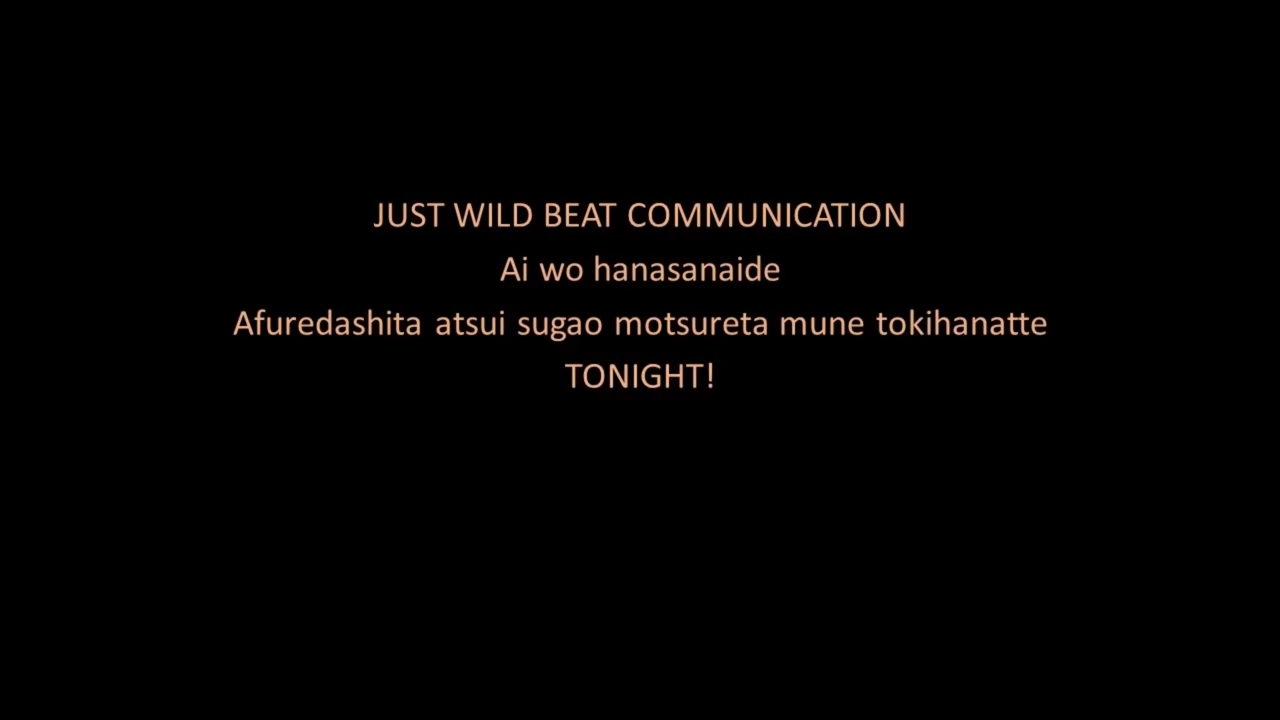 JUST WILD BEAT COMMUNICATION
Ai wo hanasanaide
Afuredashita atsui sugao motsureta mune tokihanatte
TONIGHT!